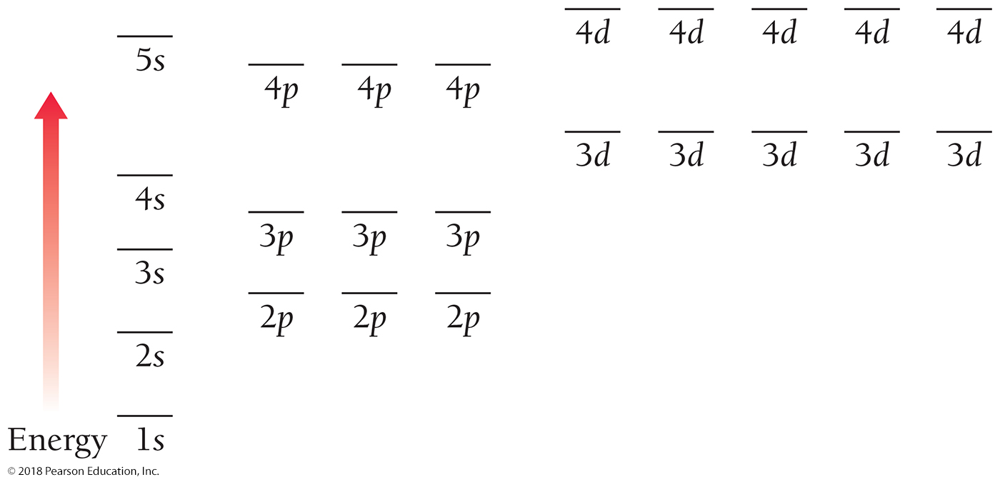 4d 4d 4d 4d 4d
5s
4p 4p 4p
3d 3d 3d 3d 3d
4s
3p 3p 3p
3s
2p 2p 2p
2s
Energy 1s
© 2018 Pearson Education, Inc.